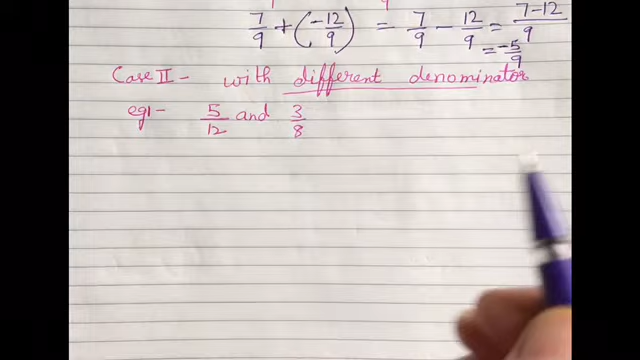 7/9 + (-12/9) = 7/9 - 12/9 = 7-12/9
= -5/9
Case II - with different denominator
eg1- 5/12 and 3/8